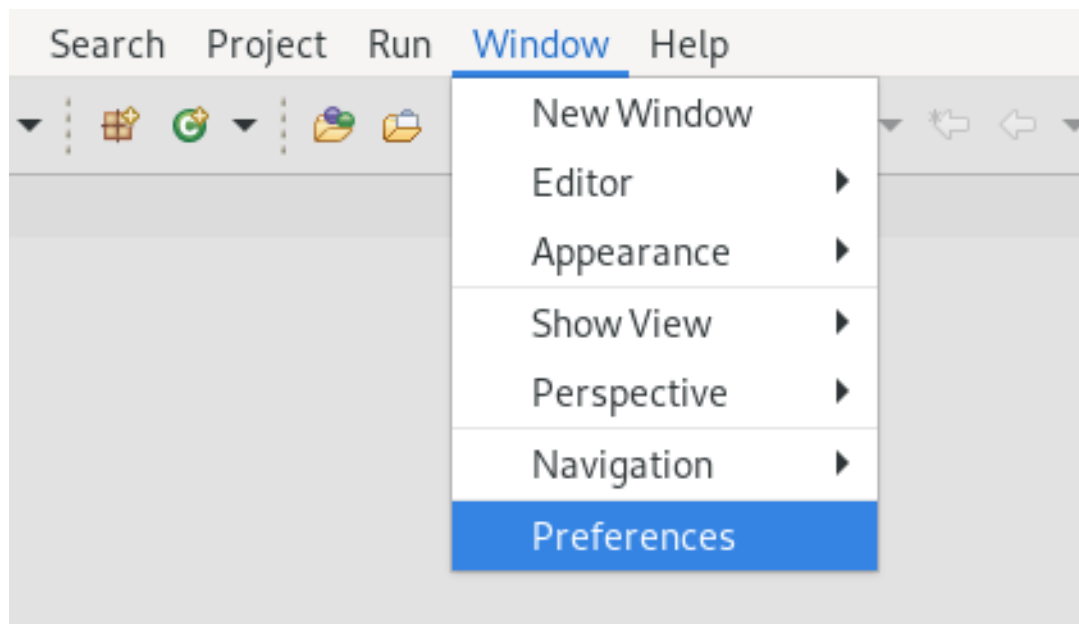 Search Project Run Window Help
New Window
Editor
Appearance
Show View
Perspective
Navigation
Preferences